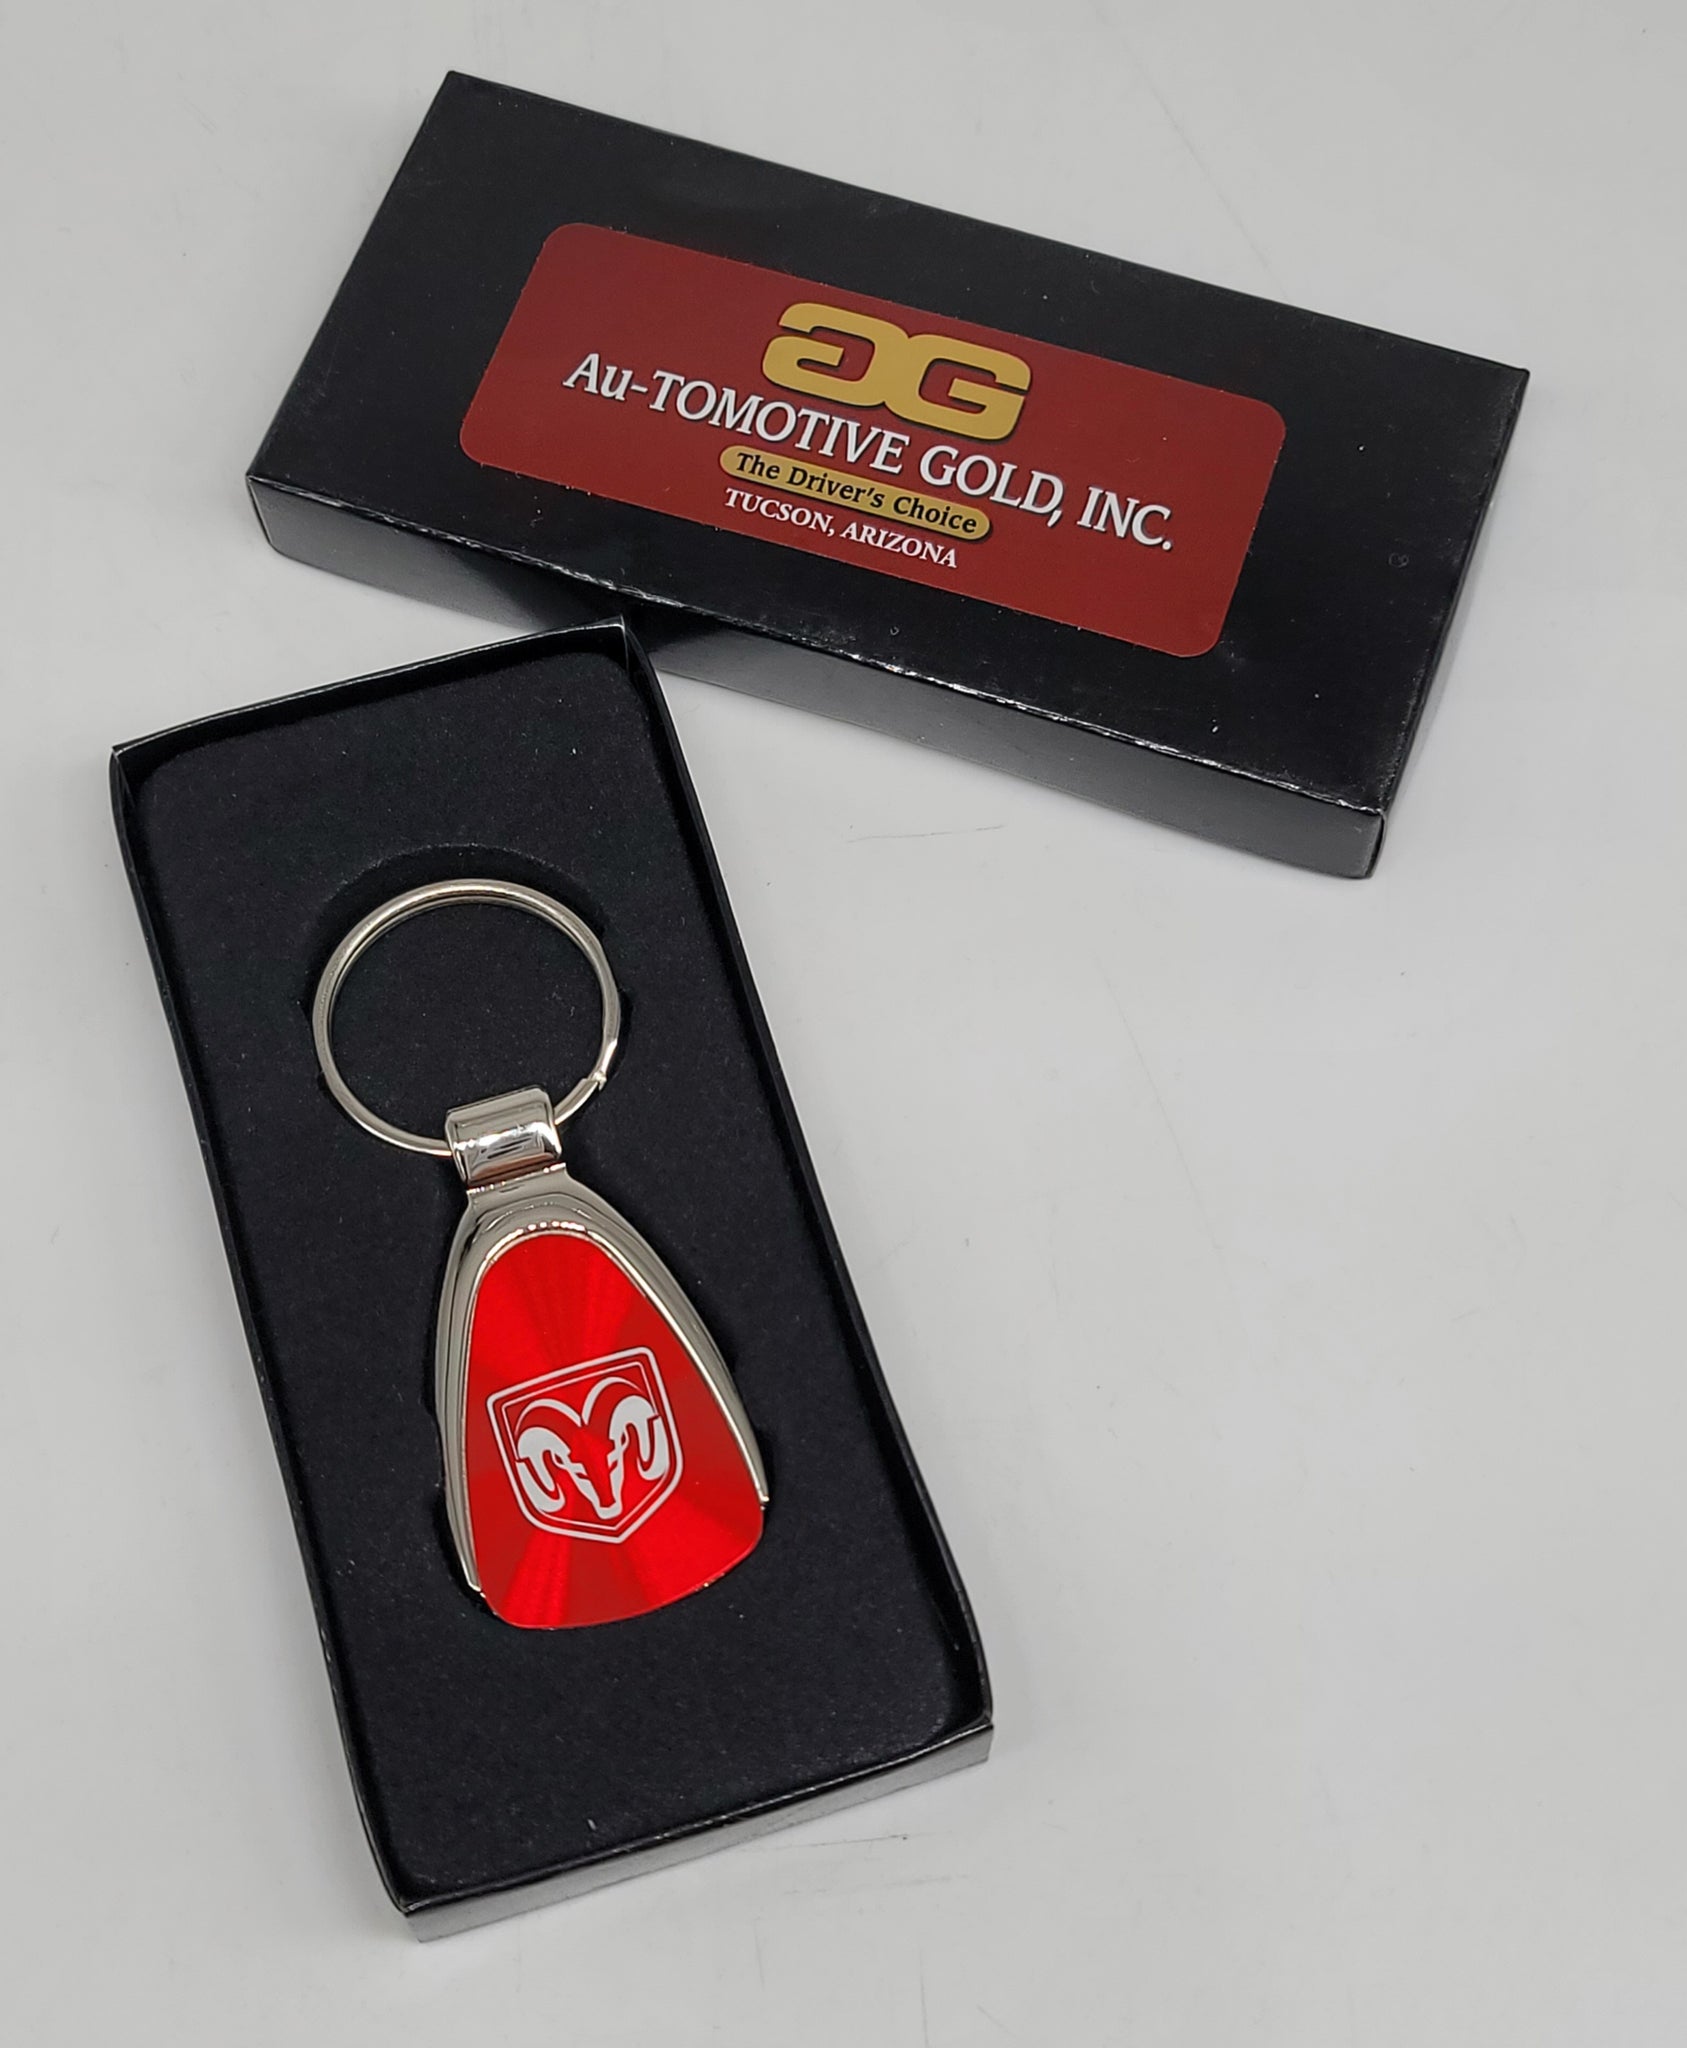 AG
Au-TOMOTIVE GOLD, INC.
The Driver's Choice
TUCSON, ARIZONA